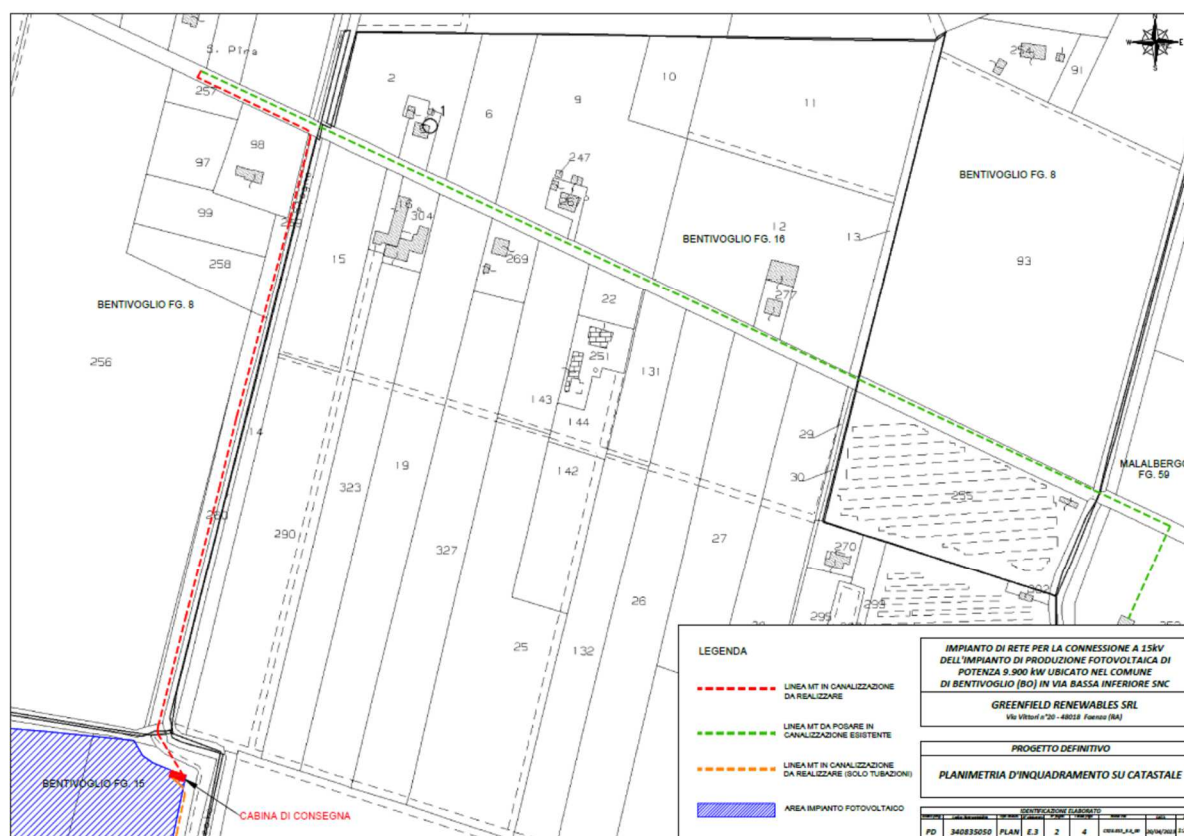 N
W
E
S
S. Pira
257
98
97
99
258
BENTIVOGLIO FG. 8
256
14
260
2
1
6
9
10
11
254
91
247
BENTIVOGLIO FG. 8
12
BENTIVOGLIO FG. 16
13
93
15
304
269
277
22
251
131
143
144
142
29
30
255
MALALBERGO
FG. 59
19
323
290
327
27
270
26
25
132
BENTIVOGLIO FG. 15
CABINA DI CONSEGNA
LEGENDA
LINEA MT IN CANALIZZAZIONE
DA REALIZZARE
LINEA MT DA POSARE IN
CANALIZZAZIONE ESISTENTE
LINEA MT IN CANALIZZAZIONE
DA REALIZZARE (SOLO TUBAZIONI)
AREA IMPIANTO FOTOVOLTAICO
IMPIANTO DI RETE PER LA CONNESSIONE A 15kV
DELL'IMPIANTO DI PRODUZIONE FOTOVOLTAICA DI
POTENZA 9.900 kW UBICATO NEL COMUNE
DI BENTIVOGLIO (BO) IN VIA BASSA INFERIORE SNC
GREENFIELD RENEWABLES SRL
Via Vittori n°20 - 48018 Faenza (RA)
PROGETTO DEFINITIVO
PLANIMETRIA D'INQUADRAMENTO SU CATASTALE
IDENTIFICAZIONE ELABORATO
PD 340835050 PLAN E.3 2 4